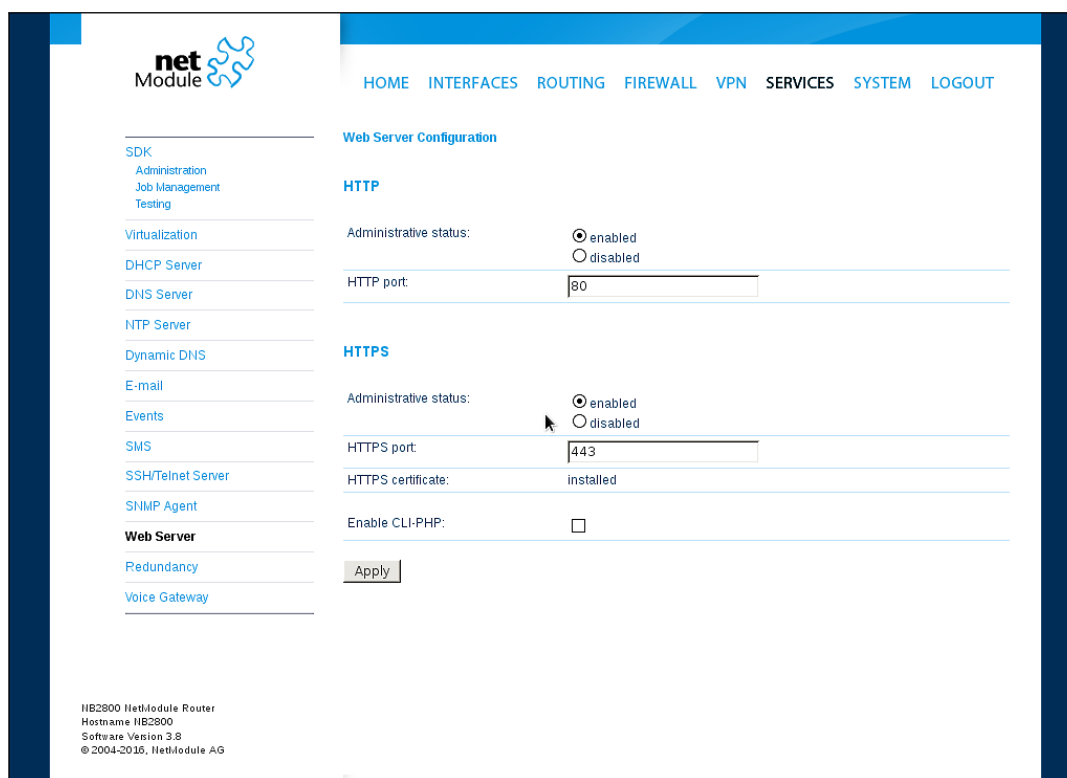 net
Module
HOME INTERFACES ROUTING FIREWALL VPN SERVICES SYSTEM LOGOUT
SDK
Administration
Job Management
Testing
Virtualization
DHCP Server
DNS Server
NTP Server
Dynamic DNS
E-mail
Events
SMS
SSH/Telnet Server
SNMP Agent
Web Server
Redundancy
Voice Gateway
Web Server Configuration
HTTP
Administrative status:
enabled
disabled
HTTP port: 80
HTTPS
Administrative status:
enabled
disabled
HTTPS port: 443
HTTPS certificate: installed
Enable CLI-PHP:
Apply
NB2800 NetModule Router
Hostname NB2800
Software Version 3.8
© 2004-2016, NetModule AG